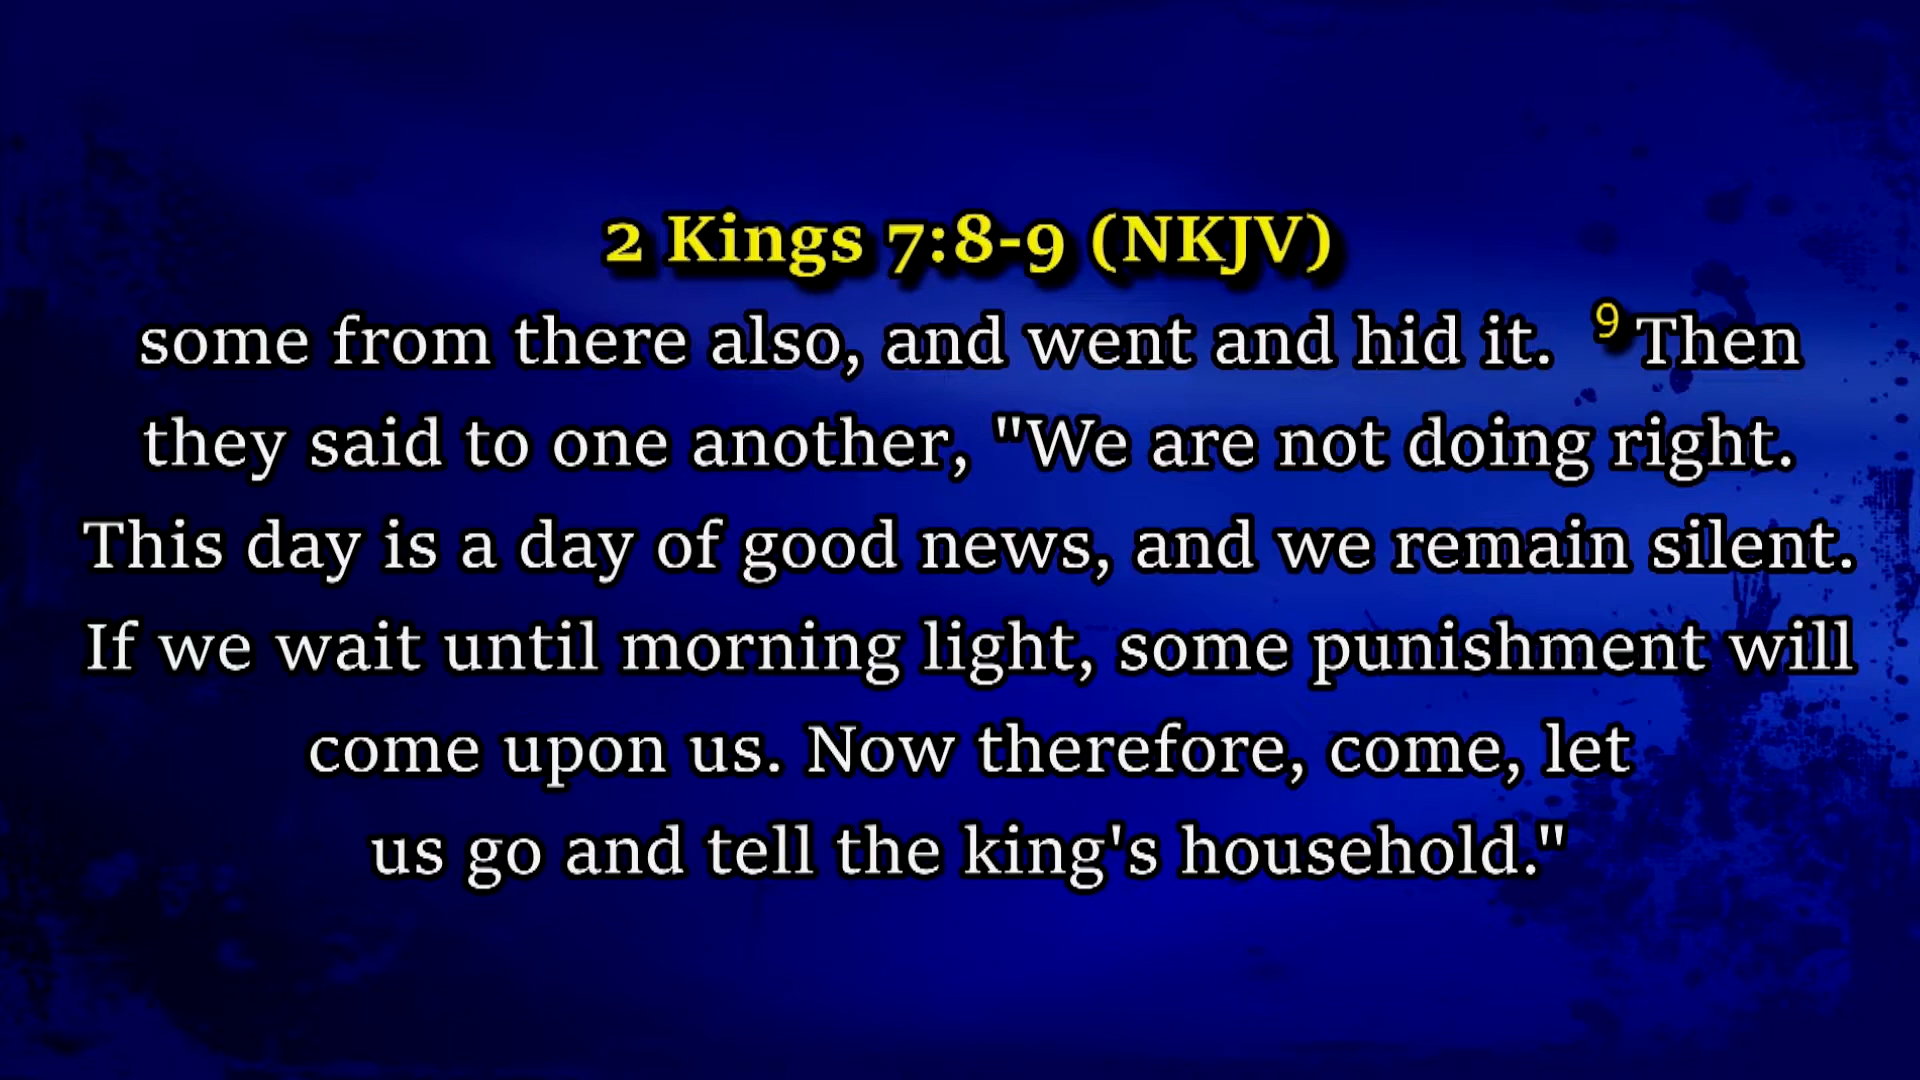 2 Kings 7:8-9 (NKJV)
some from there also, and went and hid it. 9 Then
they said to one another, "We are not doing right.
This day is a day of good news, and we remain silent.
If we wait until morning light, some punishment will
come upon us. Now therefore, come, let
us go and tell the king's household."